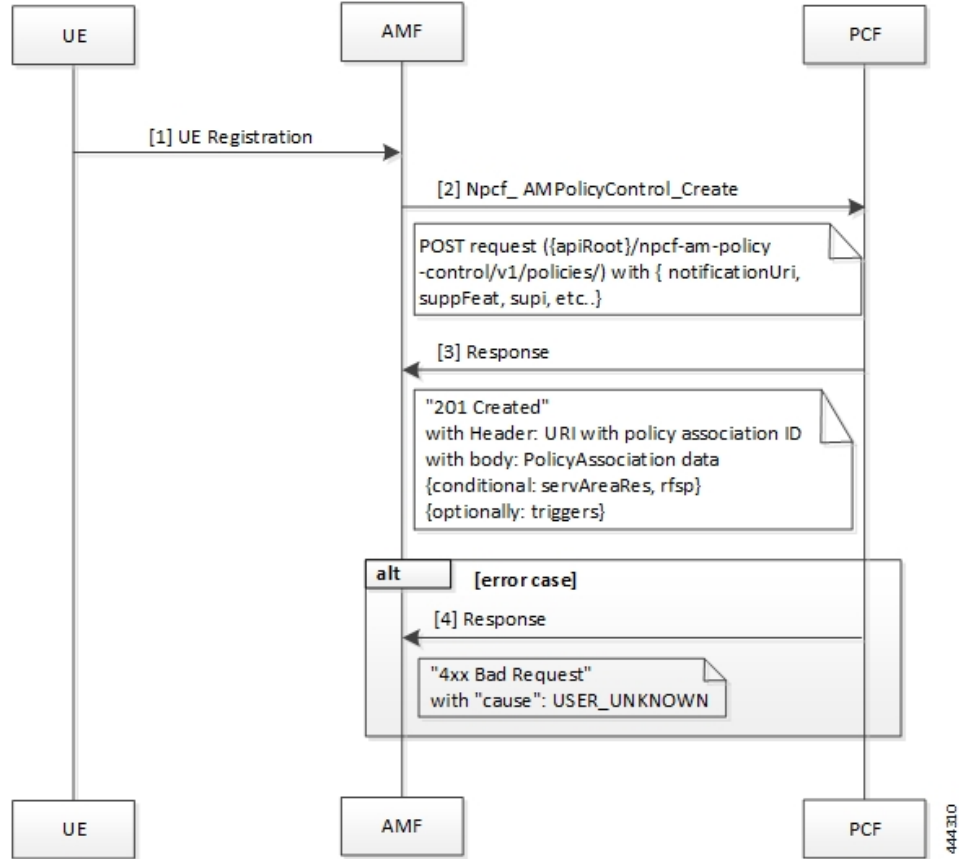 UE
AMF
PCF
[1] UE Registration
[2] Npcf_ AMPolicyControl_Create
POST request ({apiRoot}/npcf-am-policy
-control/v1/policies/) with { notificationUri,
suppFeat, supi, etc..}
[3] Response
"201 Created"
with Header: URI with policy association ID
with body: PolicyAssociation data
{conditional: servAreaRes, rfsp}
{optionally: triggers}
alt
[error case]
[4] Response
"4xx Bad Request"
with "cause": USER_UNKNOWN
UE
AMF
PCF
444310